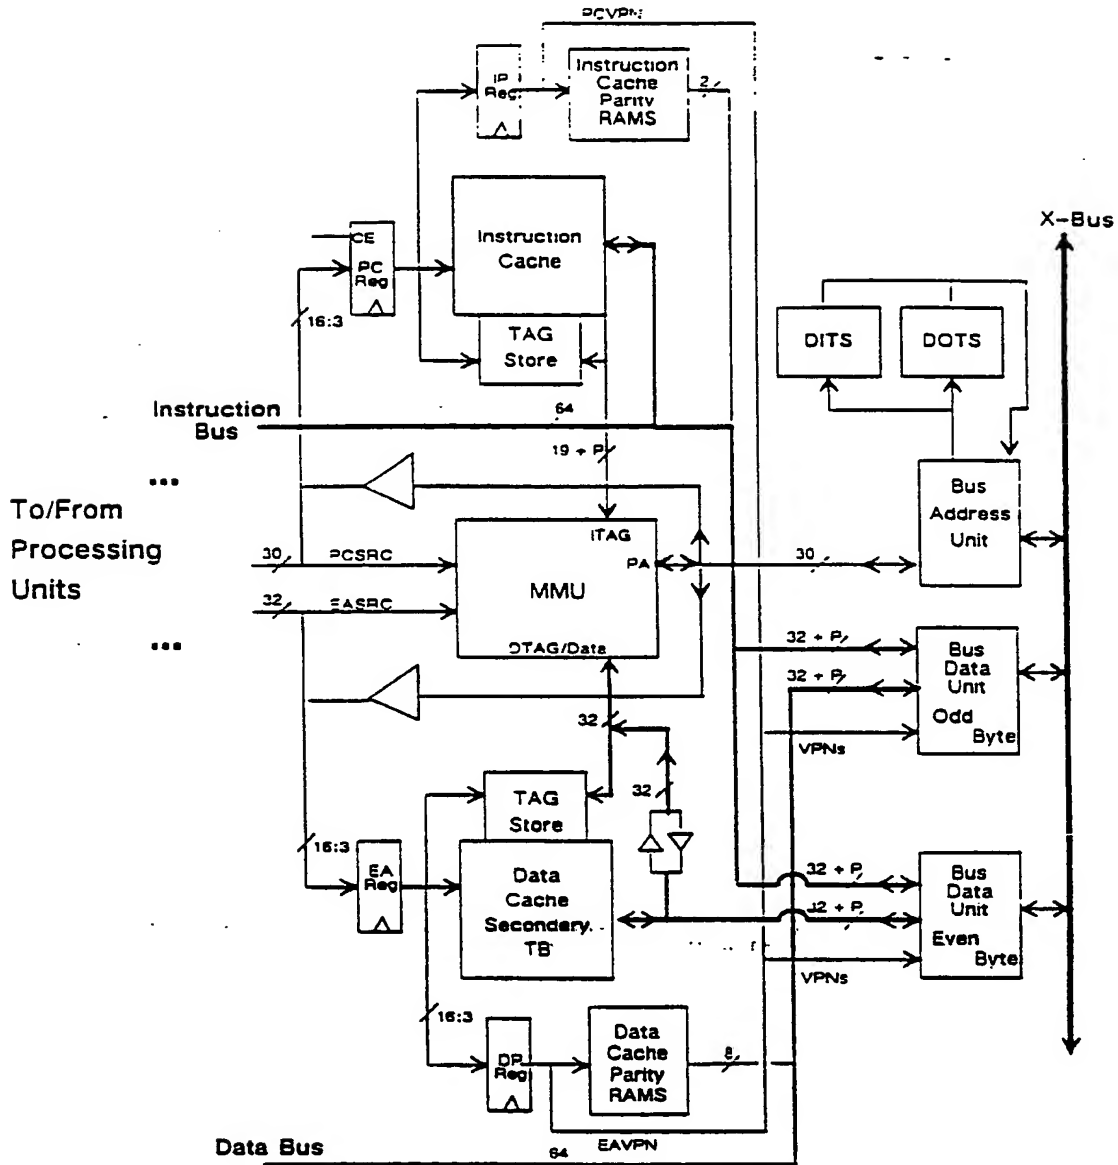 PCVPN
IP
Reg
Instruction
Cache
Parity
RAMS
2
X-Bus
CE
PC
Reg
Instruction
Cache
16:3
TAG
Store
DITS
DOTS
Instruction
Bus
64
19 + P
Bus
Address
Unit
...
To/From
Processing
Units
...
ITAG
30
PCSRC
PA
30
MMU
32
EASRC
DTAG/Data
32 + P
32 + P
Bus
Data
Unit
Odd
Byte
VPNs
32
32
TAG
Store
16:3
EA
Reg
Data
Cache
Secondery.
TB
32 + P
32 + P
Bus
Data
Unit
Even
Byte
VPNs
16:3
DP
Reg
Data
Cache
Parity
RAMS
8
EAVPN
Data Bus
64